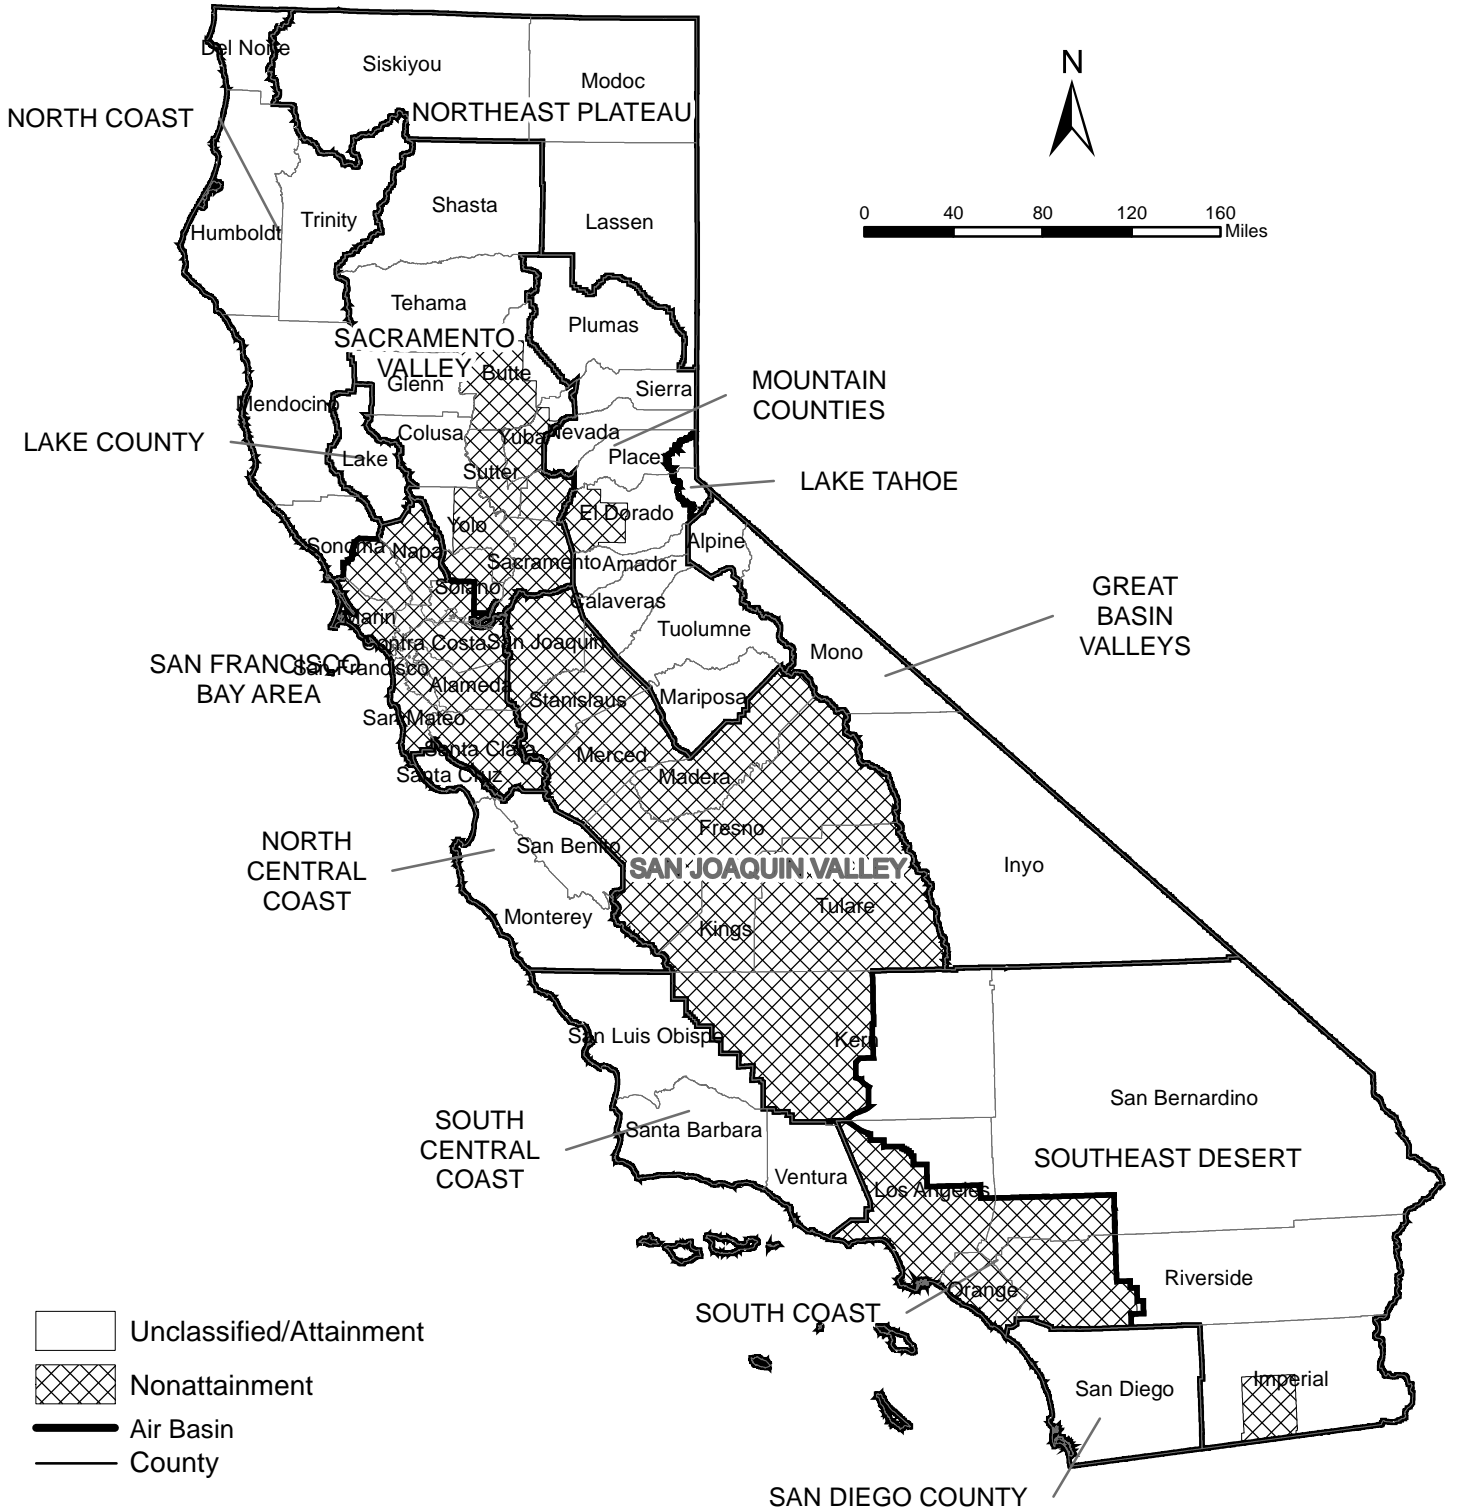 Del Norte
Siskiyou
Modoc
N
NORTH COAST
NORTHEAST PLATEAU
Shasta
Trinity
Humboldt
Lassen
0 40 80 120 160
Miles
Tehama
Plumas
SACRAMENTO
VALLEY
Glenn
Butte
Sierra
MOUNTAIN
COUNTIES
Mendocino
Colusa
Yuba
Nevada
LAKE COUNTY
Lake
Sutter
Placer
LAKE TAHOE
Yolo
El Dorado
Sonoma
Napa
Alpine
Sacramento
Amador
Solano
Calaveras
GREAT
BASIN
VALLEYS
Marin
Tuolumne
Contra Costa
San Joaquin
Mono
SAN FRANCISCO
BAY AREA
San Francisco
Alameda
Stanislaus
Mariposa
San Mateo
Santa Clara
Merced
Santa Cruz
Madera
Fresno
NORTH
CENTRAL
COAST
San Benito
SAN JOAQUIN VALLEY
Inyo
Monterey
Kings
Tulare
San Luis Obispo
Kern
San Bernardino
SOUTH
CENTRAL
COAST
Santa Barbara
SOUTHEAST DESERT
Ventura
Los Angeles
Orange
Riverside
SOUTH COAST
Unclassified/Attainment
Nonattainment
Air Basin
County
San Diego
Imperial
SAN DIEGO COUNTY